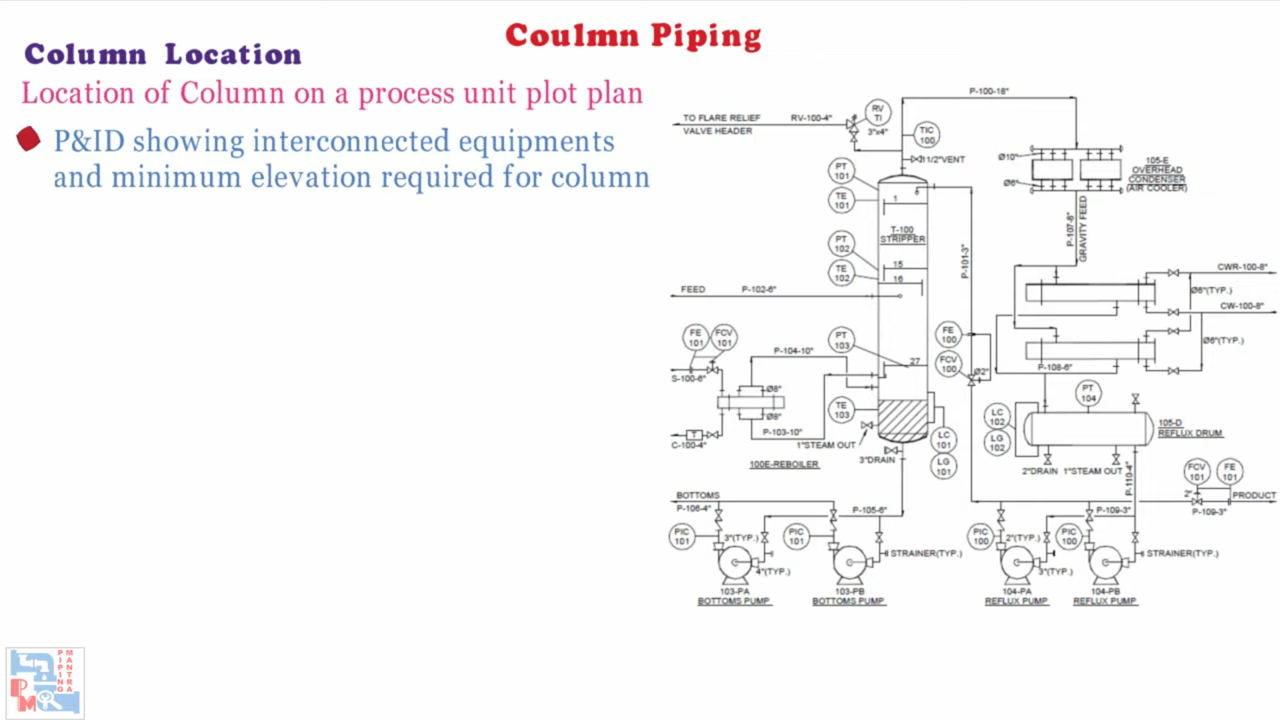 Coulmn Piping
Column Location
Location of Column on a process unit plot plan
P&ID showing interconnected equipments
and minimum elevation required for column
P-100-18"
TO FLARE RELIEF
VALVE HEADER
RV-100-4"
RV
TI
3"x4"
TIC
100
1 1/2"VENT
PT
101
TE
101
1
T-100
STRIPPER
PT
102
TE
102
15
16
FEED
P-102-6"
PT
103
27
TE
103
FE
101
FCV
101
S-100-6"
P-104-10"
Ø8"
Ø8"
T
C-100-4"
P-103-10"
100E-REBOILER
1"STEAM OUT
3"DRAIN
LC
101
LG
101
P-101-3"
FE
100
FCV
100
Ø2"
Ø10"
Ø6"
105-E
OVERHEAD
CONDENSER
(AIR COOLER)
P-107-8"
GRAVITY FEED
CWR-100-8"
Ø6"(TYP.)
CW-100-8"
Ø6"(TYP.)
P-108-6"
PT
104
LC
102
LG
102
105-D
REFLUX DRUM
2"DRAIN
1"STEAM OUT
P-110-4"
FCV
101
FE
101
2"
PRODUCT
P-109-3"
P-109-3"
BOTTOMS
P-106-4"
P-105-6"
PIC
101
3"(TYP.)
4"(TYP.)
PIC
101
STRAINER(TYP.)
103-PA
BOTTOMS PUMP
103-PB
BOTTOMS PUMP
PIC
100
2"(TYP.)
3"(TYP.)
PIC
100
STRAINER(TYP.)
104-PA
REFLUX PUMP
104-PB
REFLUX PUMP
PIPING
MANTRA
PM